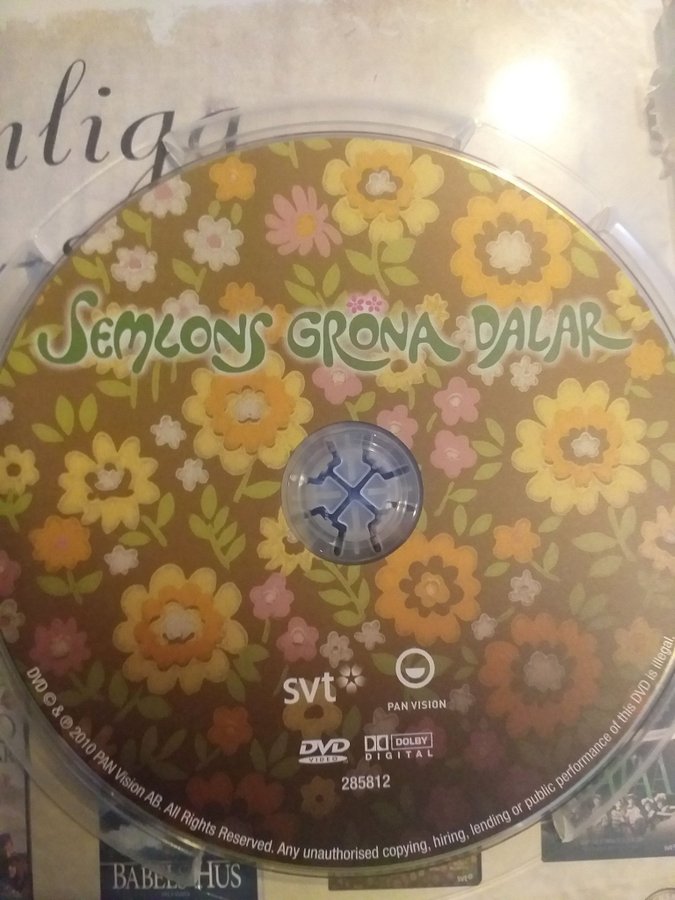 SEMLONS GRÖNA DALAR
svt
PAN VISION
DVD VIDEO
DOLBY DIGITAL
285812
DVD © & ℗ 2010 PAN Vision AB. All Rights Reserved. Any unauthorised copying, hiring, lending or public performance of this DVD is illegal.
BABELS HUS
svt